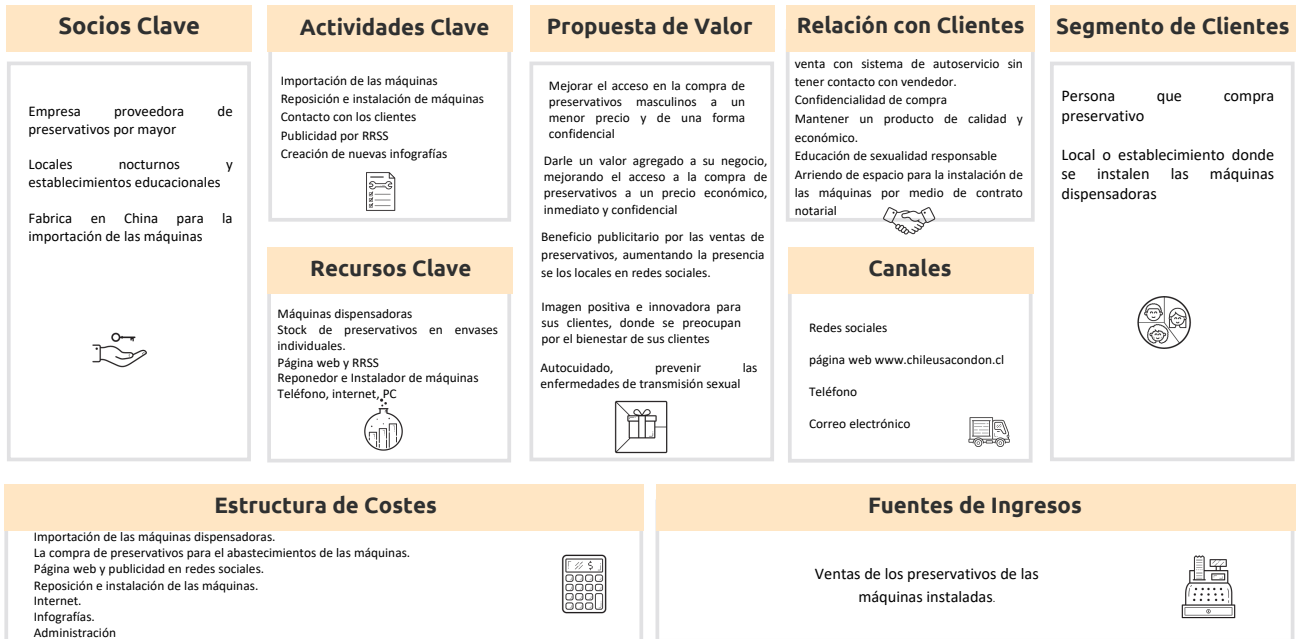 Socios Clave
Empresa proveedora de
preservativos por mayor
Locales nocturnos y
establecimientos educacionales
Fabrica en China para la
importación de las máquinas
Actividades Clave
Importación de las máquinas
Reposición e instalación de máquinas
Contacto con los clientes
Publicidad por RRSS
Creación de nuevas infografías
Recursos Clave
Máquinas dispensadoras
Stock de preservativos en envases
individuales.
Página web y RRSS
Reponedor e Instalador de máquinas
Teléfono, internet, PC
Propuesta de Valor
Mejorar el acceso en la compra de
preservativos masculinos a un
menor precio y de una forma
confidencial
Darle un valor agregado a su negocio,
mejorando el acceso a la compra de
preservativos a un precio económico,
inmediato y confidencial
Beneficio publicitario por las ventas de
preservativos, aumentando la presencia
se los locales en redes sociales.
Imagen positiva e innovadora para
sus clientes, donde se preocupan
por el bienestar de sus clientes
Autocuidado, prevenir las
enfermedades de transmisión sexual
Relación con Clientes
venta con sistema de autoservicio sin
tener contacto con vendedor.
Confidencialidad de compra
Mantener un producto de calidad y
económico.
Educación de sexualidad responsable
Arriendo de espacio para la instalación de
las máquinas por medio de contrato
notarial
Canales
Redes sociales
página web www.chileusacondon.cl
Teléfono
Correo electrónico
Segmento de Clientes
Persona que compra
preservativo
Local o establecimiento donde
se instalen las máquinas
dispensadoras
Estructura de Costes
Importación de las máquinas dispensadoras.
La compra de preservativos para el abastecimientos de las máquinas.
Página web y publicidad en redes sociales.
Reposición e instalación de las máquinas.
Internet.
Infografías.
Administración
Fuentes de Ingresos
Ventas de los preservativos de las
máquinas instaladas.